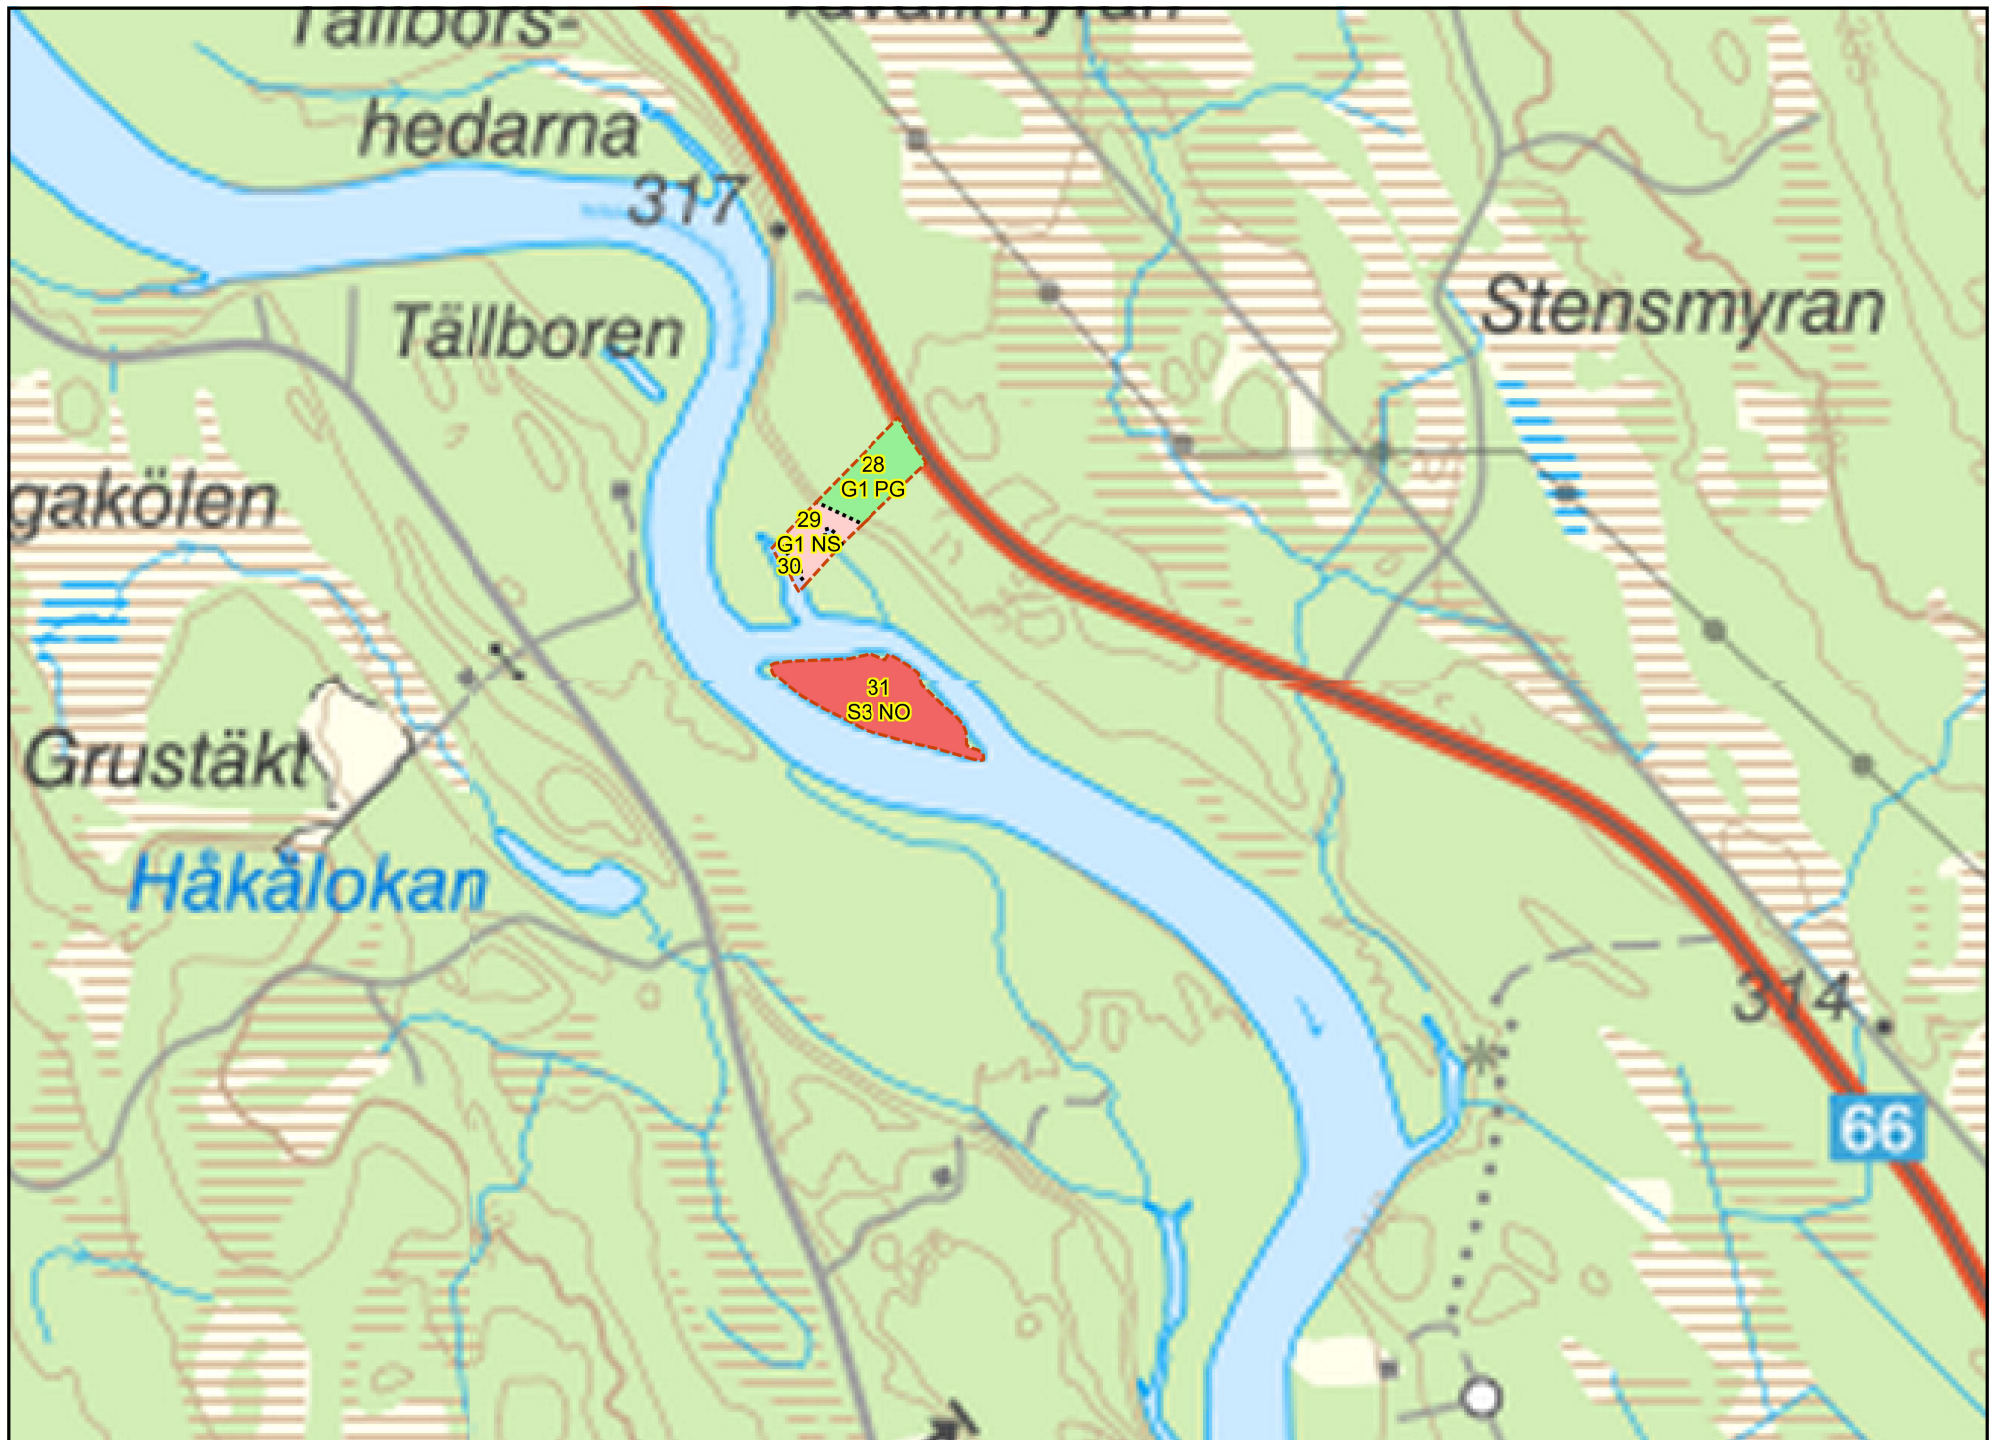 Tällbors-
hedarna
317
Tällboren
Stensmyran
28
G1 PG
gakölen
29
G1 NS
30
31
S3 NO
Grustäkt
Håkålokan
314
66